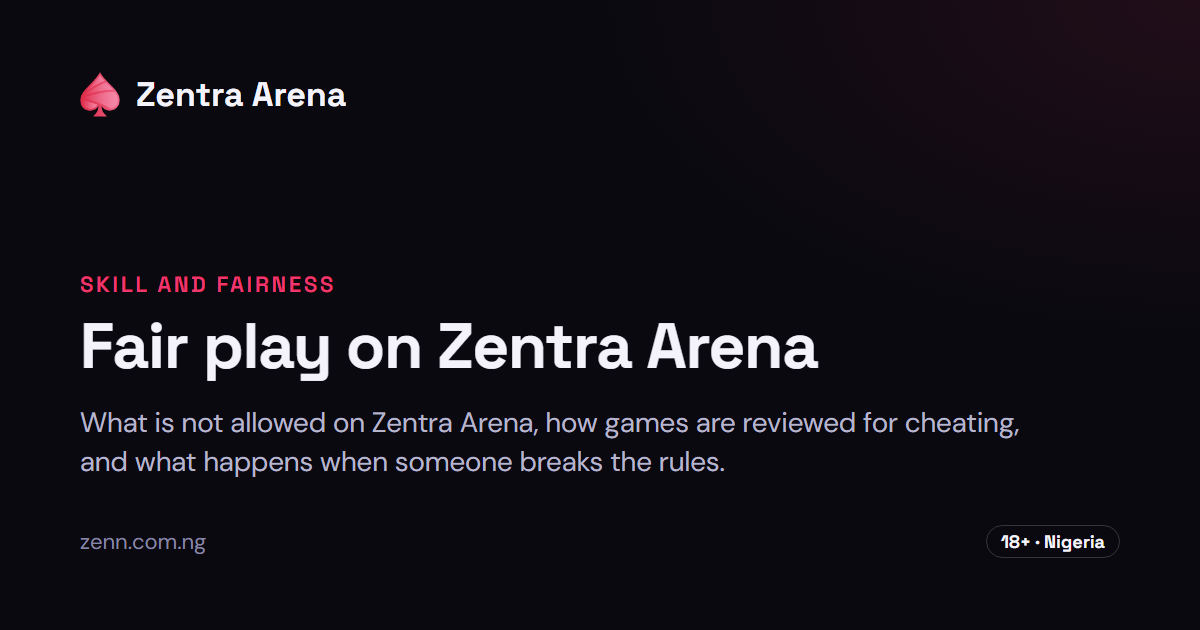 Zentra Arena
SKILL AND FAIRNESS
Fair play on Zentra Arena
What is not allowed on Zentra Arena, how games are reviewed for cheating,
and what happens when someone breaks the rules.
zenn.com.ng
18+ · Nigeria